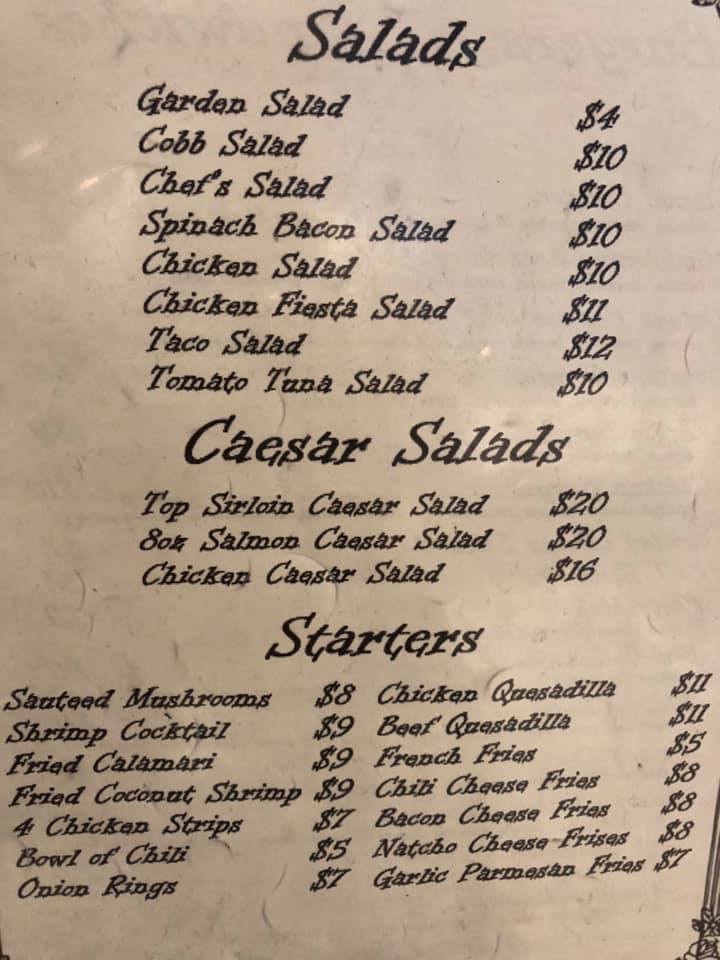 Salads
Garden Salad $4
Cobb Salad $10
Chef's Salad $10
Spinach Bacon Salad $10
Chicken Salad $10
Chicken Fiesta Salad $11
Taco Salad $12
Tomato Tuna Salad $10
Caesar Salads
Top Sirloin Caesar Salad $20
8oz Salmon Caesar Salad $20
Chicken Caesar Salad $16
Starters
Sauteed Mushrooms $8 Chicken Quesadilla $11
Shrimp Cocktail $9 Beef Quesadilla $11
Fried Calamari $9 French Fries $5
Fried Coconut Shrimp $9 Chili Cheese Fries $8
4 Chicken Strips $7 Bacon Cheese Fries $8
Bowl of Chili $5 Natcho Cheese Frises $8
Onion Rings $7 Garlic Parmesan Fries $7